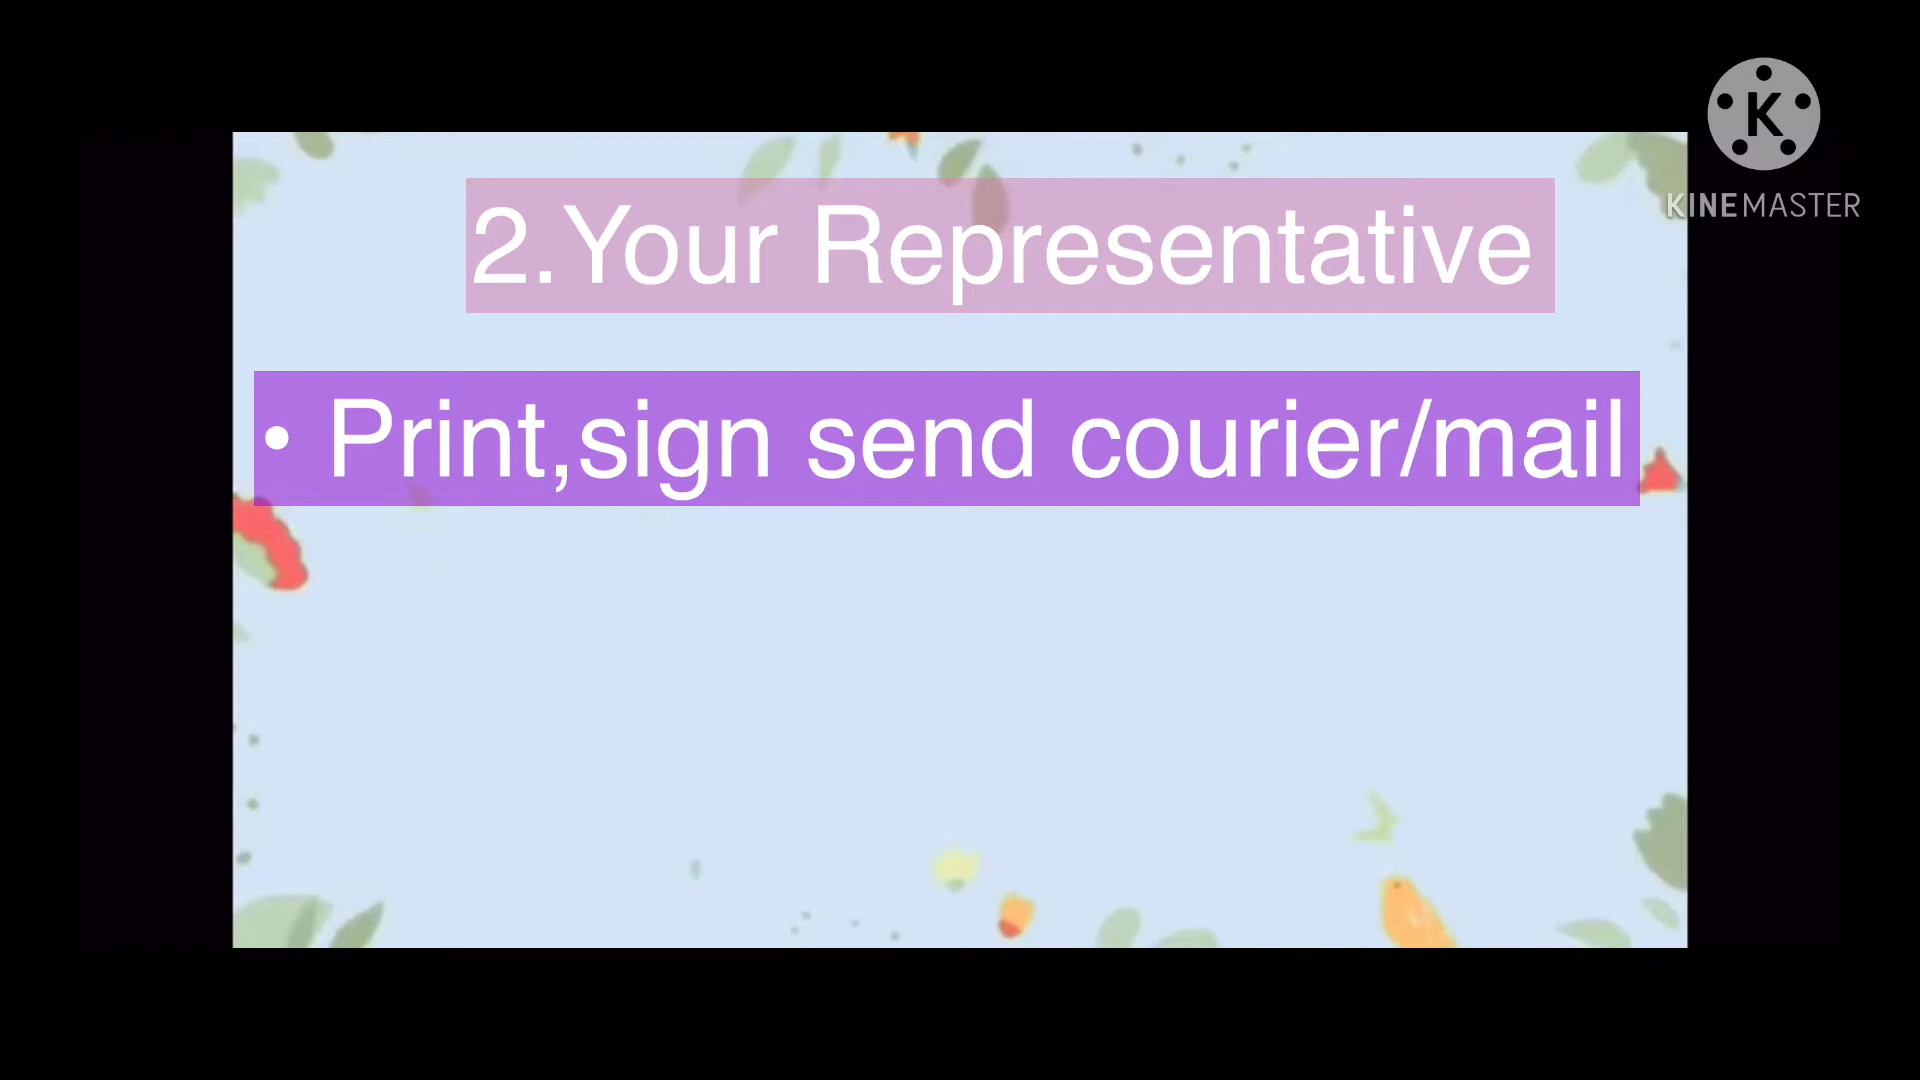 K
KINEMASTER
2.Your Representative
• Print,sign send courier/mail